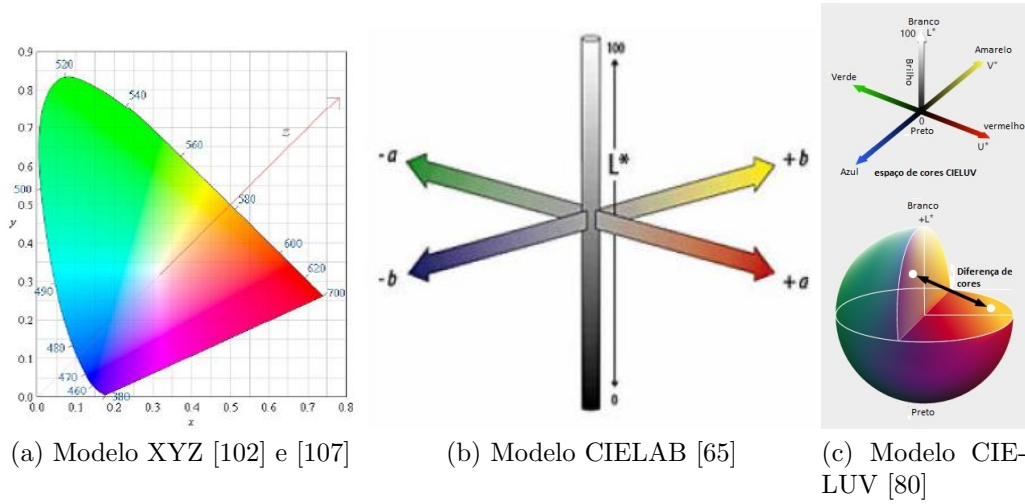 0.9
0.8
0.7
0.6
0.5
0.4
0.3
0.2
0.1
0.0
y
0.0 0.1 0.2 0.3 0.4 0.5 0.6 0.7 0.8
x
520
540
560
500
580
600
620
700
490
480
470
460
380
100
L*
0
-a
+b
-b
+a
Branco
100 L*
Brilho
Amarelo
V*
Verde
0
Preto
vermelho
U*
Azul
espaço de cores CIELUV
Branco
+L*
Diferença de
cores
Preto
(a) Modelo XYZ [102] e [107]
(b) Modelo CIELAB [65]
(c) Modelo CIE-
LUV [80]